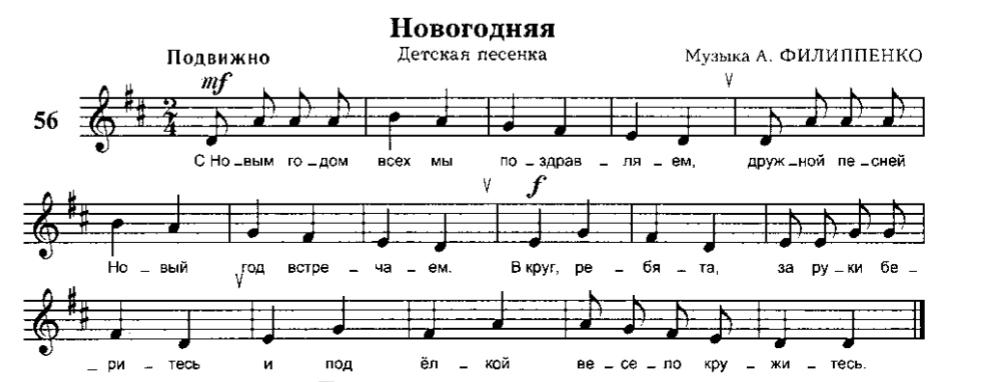 Новогодняя
Подвижно
Детская песенка
Музыка А. ФИЛИППЕНКО
mf
56
2/4
С Но – вым го – дом всех мы по – здрав – ля – ем, друж – ной пе – сней
f
Но – вый год встре – ча – ем. В круг, ре – бя – та, за ру – ки бе –
– ри – тесь и под ёл – кой ве – се – ло кру – жи – тесь.